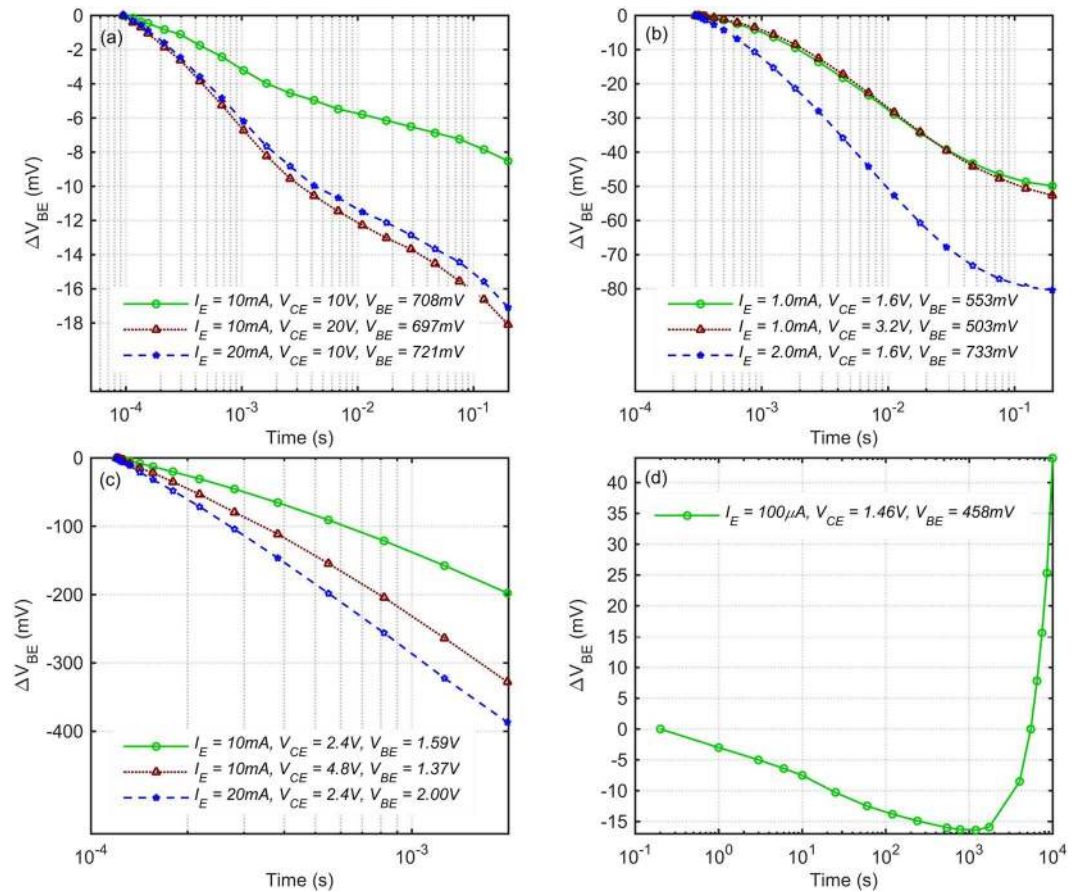 (a)
0
-2
-4
-6
-8
-10
-12
-14
-16
-18
ΔV_BE (mV)
I_E = 10mA, V_CE = 10V, V_BE = 708mV
I_E = 10mA, V_CE = 20V, V_BE = 697mV
I_E = 20mA, V_CE = 10V, V_BE = 721mV
10^-4 10^-3 10^-2 10^-1
Time (s)
(b)
0
-10
-20
-30
-40
-50
-60
-70
-80
ΔV_BE (mV)
I_E = 1.0mA, V_CE = 1.6V, V_BE = 553mV
I_E = 1.0mA, V_CE = 3.2V, V_BE = 503mV
I_E = 2.0mA, V_CE = 1.6V, V_BE = 733mV
10^-4 10^-3 10^-2 10^-1
Time (s)
(c)
0
-100
-200
-300
-400
ΔV_BE (mV)
I_E = 10mA, V_CE = 2.4V, V_BE = 1.59V
I_E = 10mA, V_CE = 4.8V, V_BE = 1.37V
I_E = 20mA, V_CE = 2.4V, V_BE = 2.00V
10^-4 10^-3
Time (s)
(d)
40
35
30
25
20
15
10
5
0
-5
-10
-15
ΔV_BE (mV)
I_E = 100μA, V_CE = 1.46V, V_BE = 458mV
10^-1 10^0 10^1 10^2 10^3 10^4
Time (s)